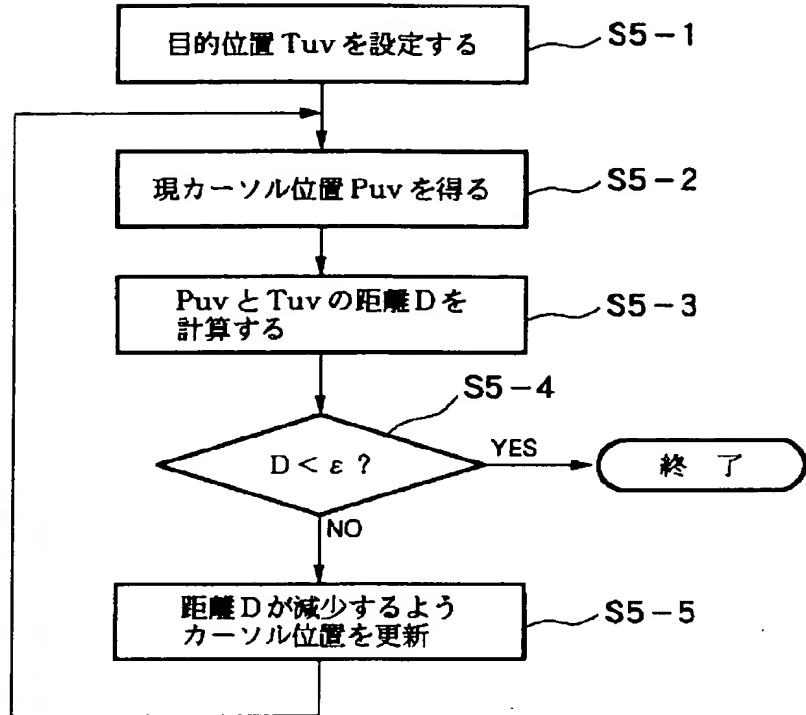 目的位置 Tuv を設定する
S5-1
現カーソル位置 Puv を得る
S5-2
Puv と Tuv の距離 D を
計算する
S5-3
S5-4
D < ε ?
YES
終 了
NO
距離 D が減少するよう
カーソル位置を更新
S5-5